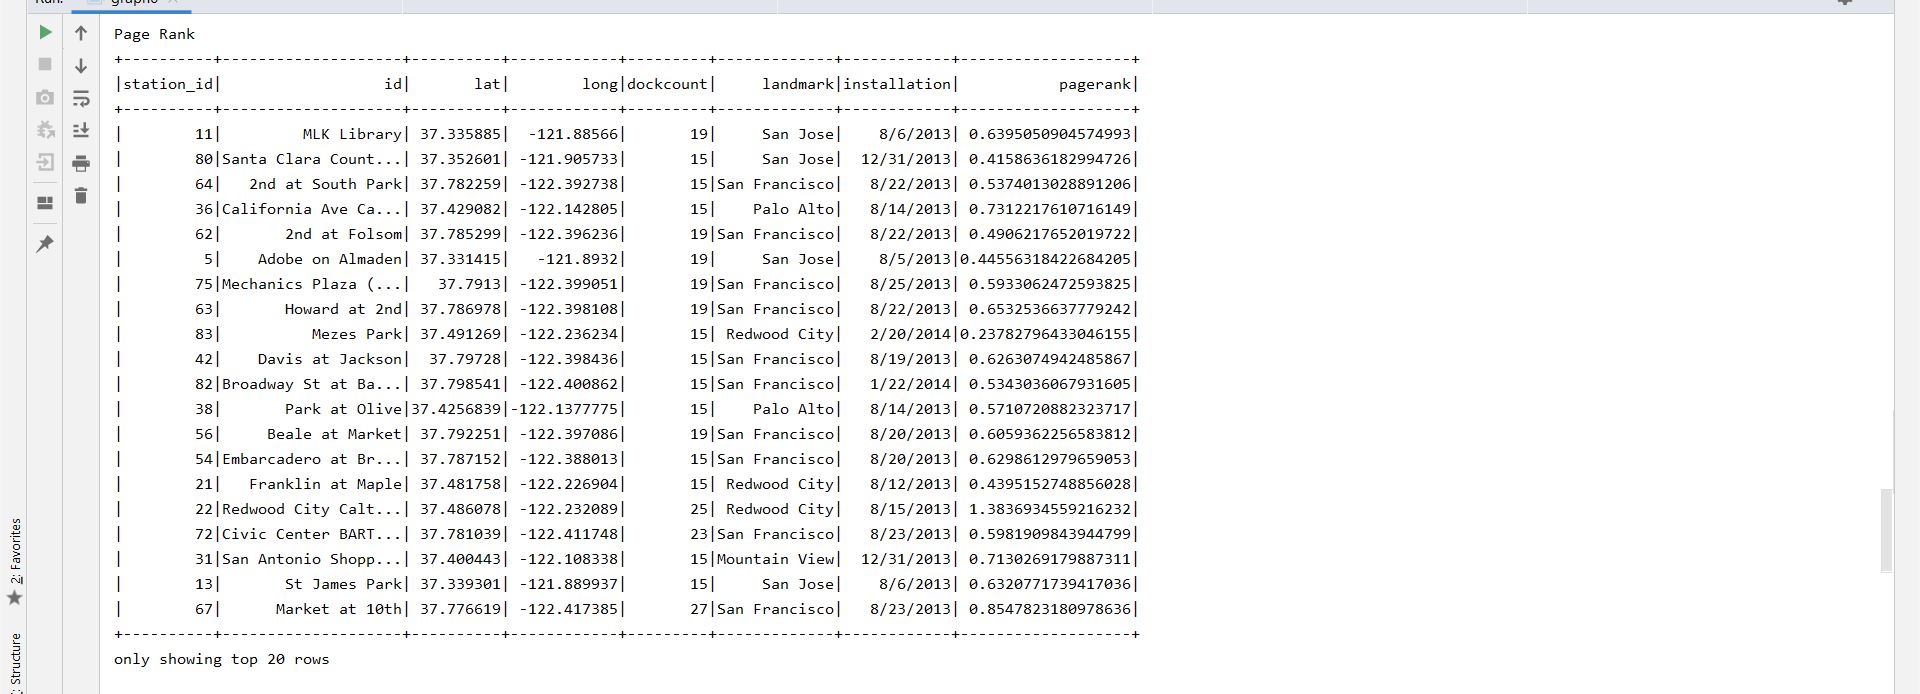 Page Rank
+----------+--------------------+----------+------------+---------+-------------+------------+-------------------+
|station_id|                  id|       lat|        long|dockcount|     landmark|installation|           pagerank|
+----------+--------------------+----------+------------+---------+-------------+------------+-------------------+
|        11|         MLK Library| 37.335885|  -121.88566|       19|     San Jose|    8/6/2013| 0.6395050904574993|
|        80|Santa Clara Count...| 37.352601| -121.905733|       15|     San Jose|  12/31/2013| 0.4158636182994726|
|        64|   2nd at South Park| 37.782259| -122.392738|       15|San Francisco|   8/22/2013| 0.5374013028891206|
|        36|California Ave Ca...| 37.429082| -122.142805|       15|    Palo Alto|   8/14/2013| 0.7312217610716149|
|        62|       2nd at Folsom| 37.785299| -122.396236|       19|San Francisco|   8/22/2013| 0.4906217652019722|
|         5|    Adobe on Almaden| 37.331415|   -121.8932|       19|     San Jose|    8/5/2013|0.44556318422684205|
|        75|Mechanics Plaza (...|   37.7913| -122.399051|       19|San Francisco|   8/25/2013| 0.5933062472593825|
|        63|       Howard at 2nd| 37.786978| -122.398108|       19|San Francisco|   8/22/2013| 0.6532536637779242|
|        83|          Mezes Park| 37.491269| -122.236234|       15| Redwood City|   2/20/2014|0.23782796433046155|
|        42|    Davis at Jackson|  37.79728| -122.398436|       15|San Francisco|   8/19/2013| 0.6263074942485867|
|        82|Broadway St at Ba...| 37.798541| -122.400862|       15|San Francisco|   1/22/2014| 0.5343036067931605|
|        38|       Park at Olive|37.4256839|-122.1377775|       15|    Palo Alto|   8/14/2013| 0.5710720882323717|
|        56|     Beale at Market| 37.792251| -122.397086|       19|San Francisco|   8/20/2013| 0.6059362256583812|
|        54|Embarcadero at Br...| 37.787152| -122.388013|       15|San Francisco|   8/20/2013| 0.6298612979659053|
|        21|   Franklin at Maple| 37.481758| -122.226904|       15| Redwood City|   8/12/2013| 0.4395152748856028|
|        22|Redwood City Calt...| 37.486078| -122.232089|       25| Redwood City|   8/15/2013| 1.3836934559216232|
|        72|Civic Center BART...| 37.781039| -122.411748|       23|San Francisco|   8/23/2013| 0.5981909843944799|
|        31|San Antonio Shopp...| 37.400443| -122.108338|       15|Mountain View|  12/31/2013| 0.7130269179887311|
|        13|       St James Park| 37.339301| -121.889937|       15|     San Jose|    8/6/2013| 0.6320771739417036|
|        67|      Market at 10th| 37.776619| -122.417385|       27|San Francisco|   8/23/2013| 0.8547823180978636|
+----------+--------------------+----------+------------+---------+-------------+------------+-------------------+
only showing top 20 rows
2: Favorites
Structure